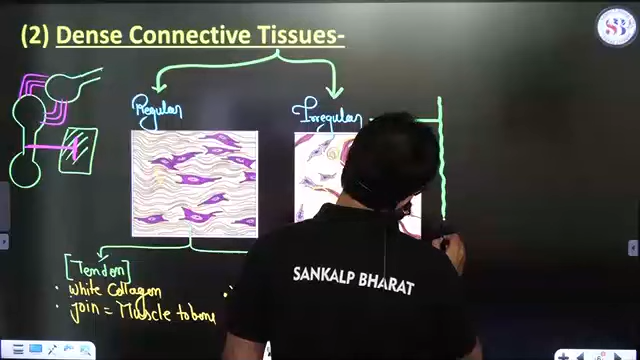 (2) Dense Connective Tissues-
Regular
Irregular
[Tendon]
• White Collagen
• Join = Muscle to bone
SANKALP BHARAT